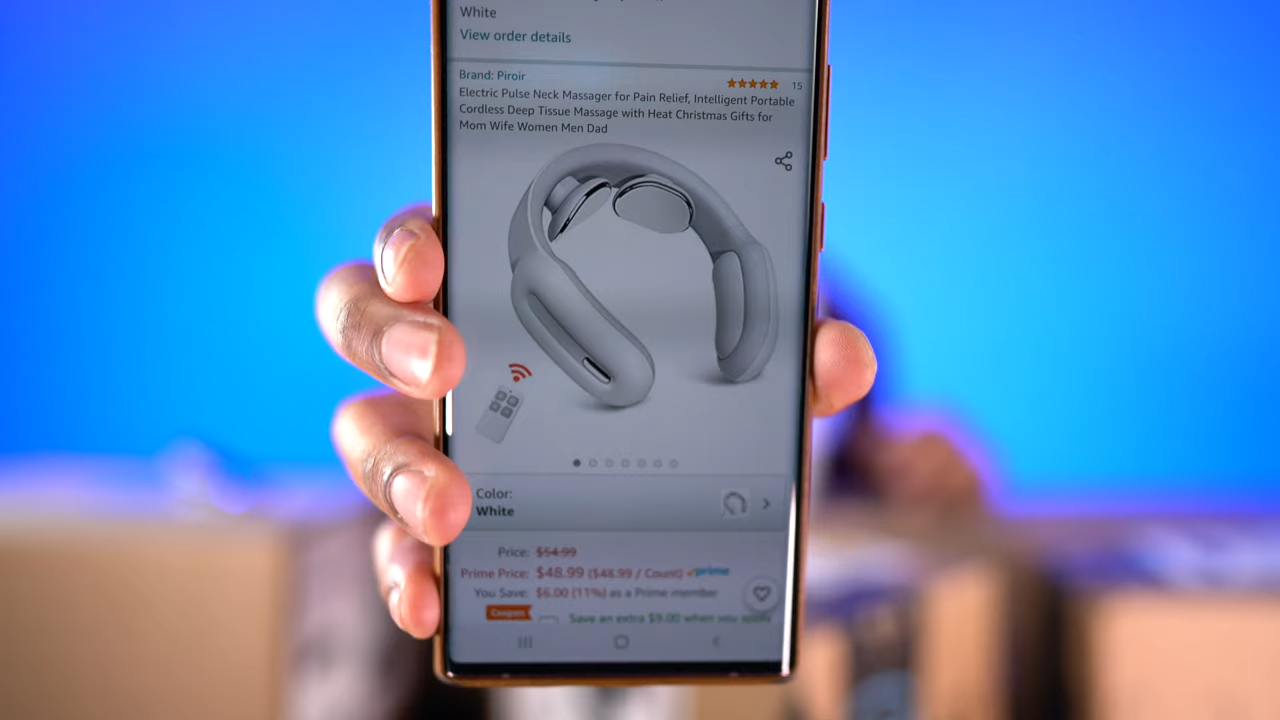 White
View order details
Brand: Piroir
15
Electric Pulse Neck Massager for Pain Relief, Intelligent Portable
Cordless Deep Tissue Massage with Heat Christmas Gifts for
Mom Wife Women Men Dad
Color:
White
Price: $54.99
Prime Price: $48.99 ($48.99 / Count) prime
You Save: $6.00 (11%) as a Prime member
Coupon
Save an extra $9.00 when you apply